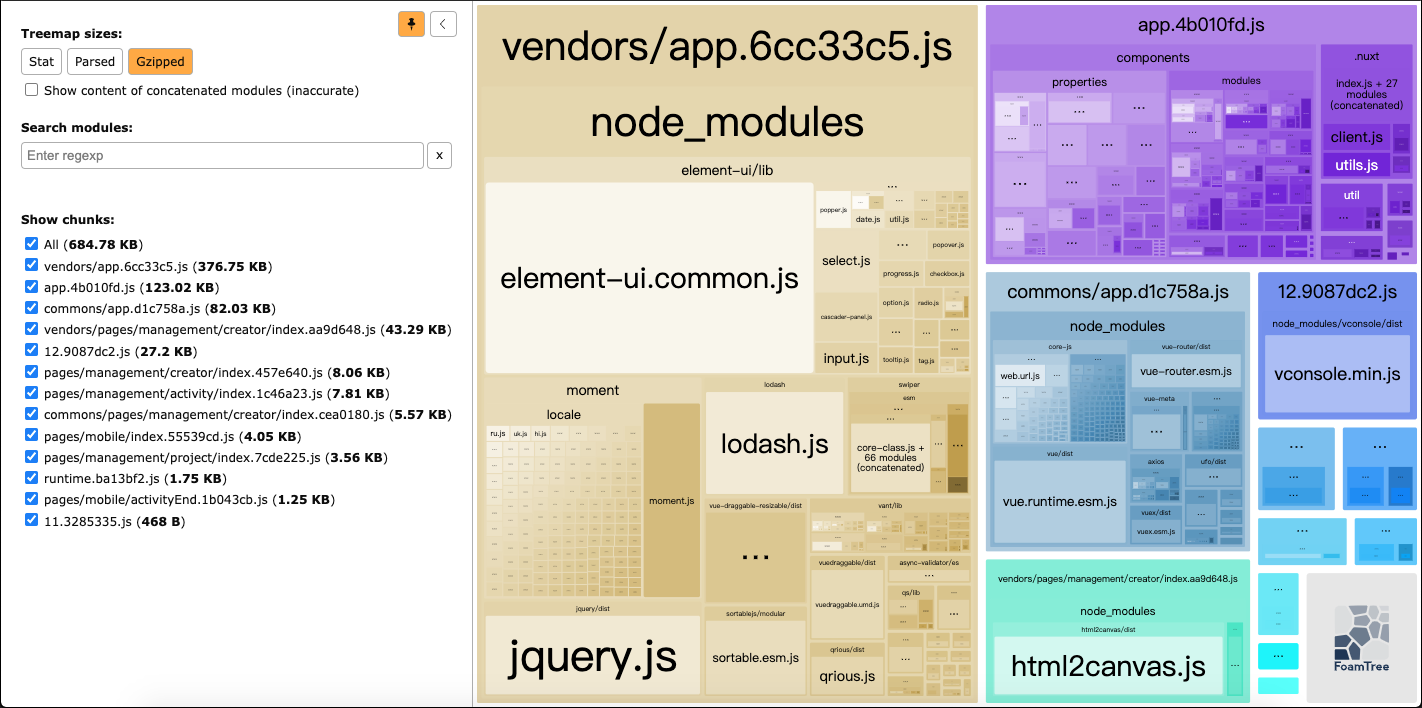 Treemap sizes:
Stat Parsed Gzipped
Show content of concatenated modules (inaccurate)
Search modules:
Enter regexp x
Show chunks:
All (684.78 KB)
vendors/app.6cc33c5.js (376.75 KB)
app.4b010fd.js (123.02 KB)
commons/app.d1c758a.js (82.03 KB)
vendors/pages/management/creator/index.aa9d648.js (43.29 KB)
12.9087dc2.js (27.2 KB)
pages/management/creator/index.457e640.js (8.06 KB)
pages/management/activity/index.1c46a23.js (7.81 KB)
commons/pages/management/creator/index.cea0180.js (5.57 KB)
pages/mobile/index.55539cd.js (4.05 KB)
pages/management/project/index.7cde225.js (3.56 KB)
runtime.ba13bf2.js (1.75 KB)
pages/mobile/activityEnd.1b043cb.js (1.25 KB)
11.3285335.js (468 B)
vendors/app.6cc33c5.js
node_modules
element-ui/lib
element-ui.common.js
popper.js
date.js
util.js
select.js
popover.js
progress.js
checkbox.js
cascader-panel.js
option.js
radio.js
input.js
tooltip.js
tag.js
moment
locale
ru.js
uk.js
hi.js
moment.js
lodash
lodash.js
swiper
esm
core-class.js +
66 modules
(concatenated)
jquery/dist
jquery.js
vue-draggable-resizable/dist
...
sortablejs/modular
sortable.esm.js
vant/lib
vuedraggable/dist
vuedraggable.umd.js
async-validator/es
qs/lib
qrious/dist
qrious.js
app.4b010fd.js
components
properties
modules
.nuxt
index.js + 27
modules
(concatenated)
client.js
utils.js
util
commons/app.d1c758a.js
node_modules
core-js
web.url.js
vue-router/dist
vue-router.esm.js
vue-meta
vue/dist
vue.runtime.esm.js
axios
ufo/dist
vuex/dist
vuex.esm.js
12.9087dc2.js
node_modules/vconsole/dist
vconsole.min.js
vendors/pages/management/creator/index.aa9d648.js
node_modules
html2canvas/dist
html2canvas.js
FoamTree